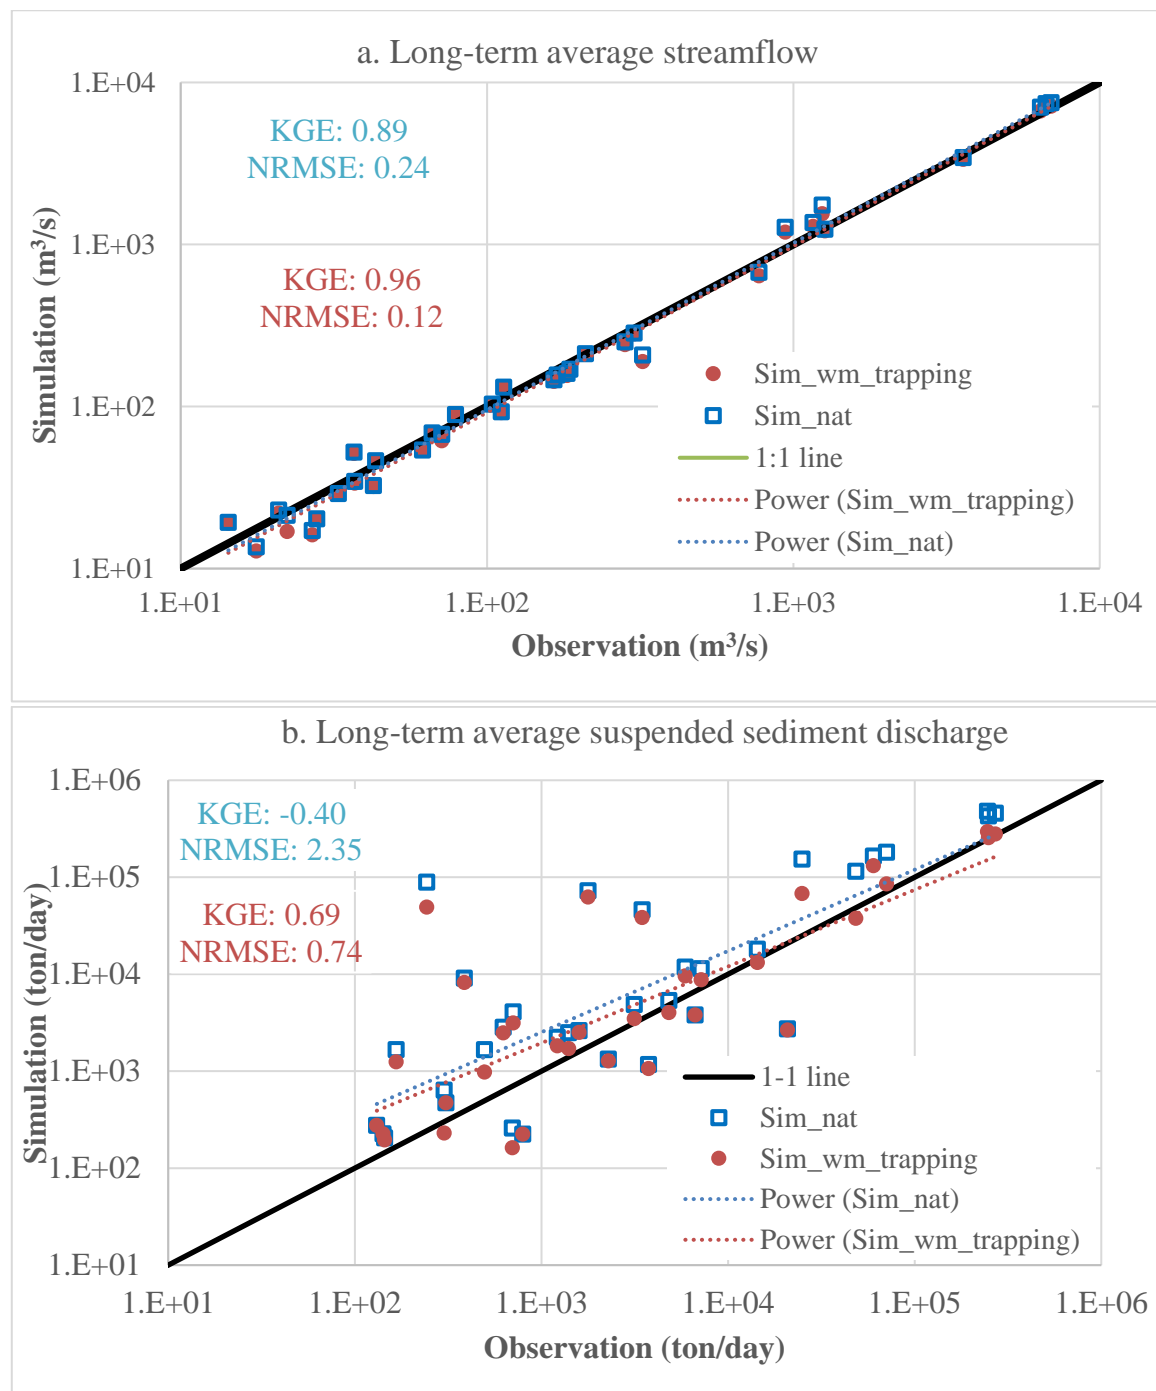 a. Long-term average streamflow
1.E+04
1.E+03
1.E+02
1.E+01
Simulation (m³/s)
KGE: 0.89
NRMSE: 0.24
KGE: 0.96
NRMSE: 0.12
Sim_wm_trapping
Sim_nat
1:1 line
Power (Sim_wm_trapping)
Power (Sim_nat)
1.E+01 1.E+02 1.E+03 1.E+04
Observation (m³/s)
b. Long-term average suspended sediment discharge
1.E+06
1.E+05
1.E+04
1.E+03
1.E+02
1.E+01
Simulation (ton/day)
KGE: -0.40
NRMSE: 2.35
KGE: 0.69
NRMSE: 0.74
1-1 line
Sim_nat
Sim_wm_trapping
Power (Sim_nat)
Power (Sim_wm_trapping)
1.E+01 1.E+02 1.E+03 1.E+04 1.E+05 1.E+06
Observation (ton/day)